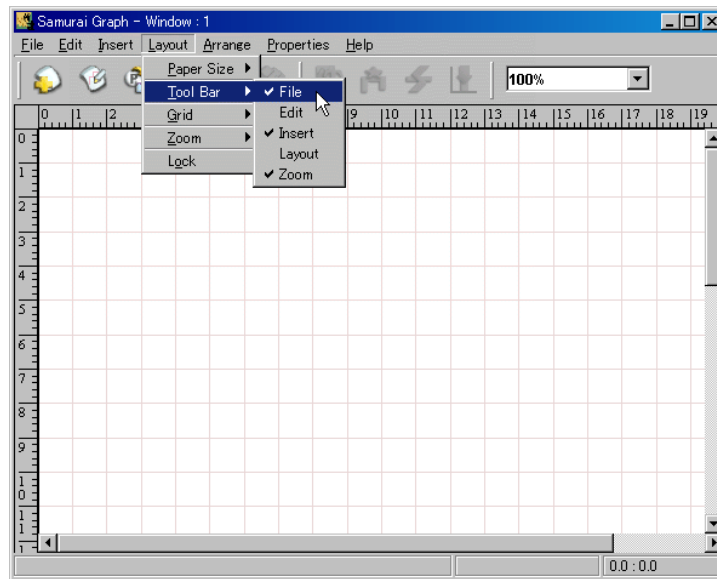 Samurai Graph - Window : 1
File Edit Insert Layout Arrange Properties Help
Paper Size
100%
Tool Bar
File
Grid
Edit
Zoom
Insert
Lock
Layout
Zoom
0 1 2 9 10 11 12 13 14 15 16 17 18 19
0
1
2
3
4
5
6
7
8
9
10
11
1
0.0 : 0.0